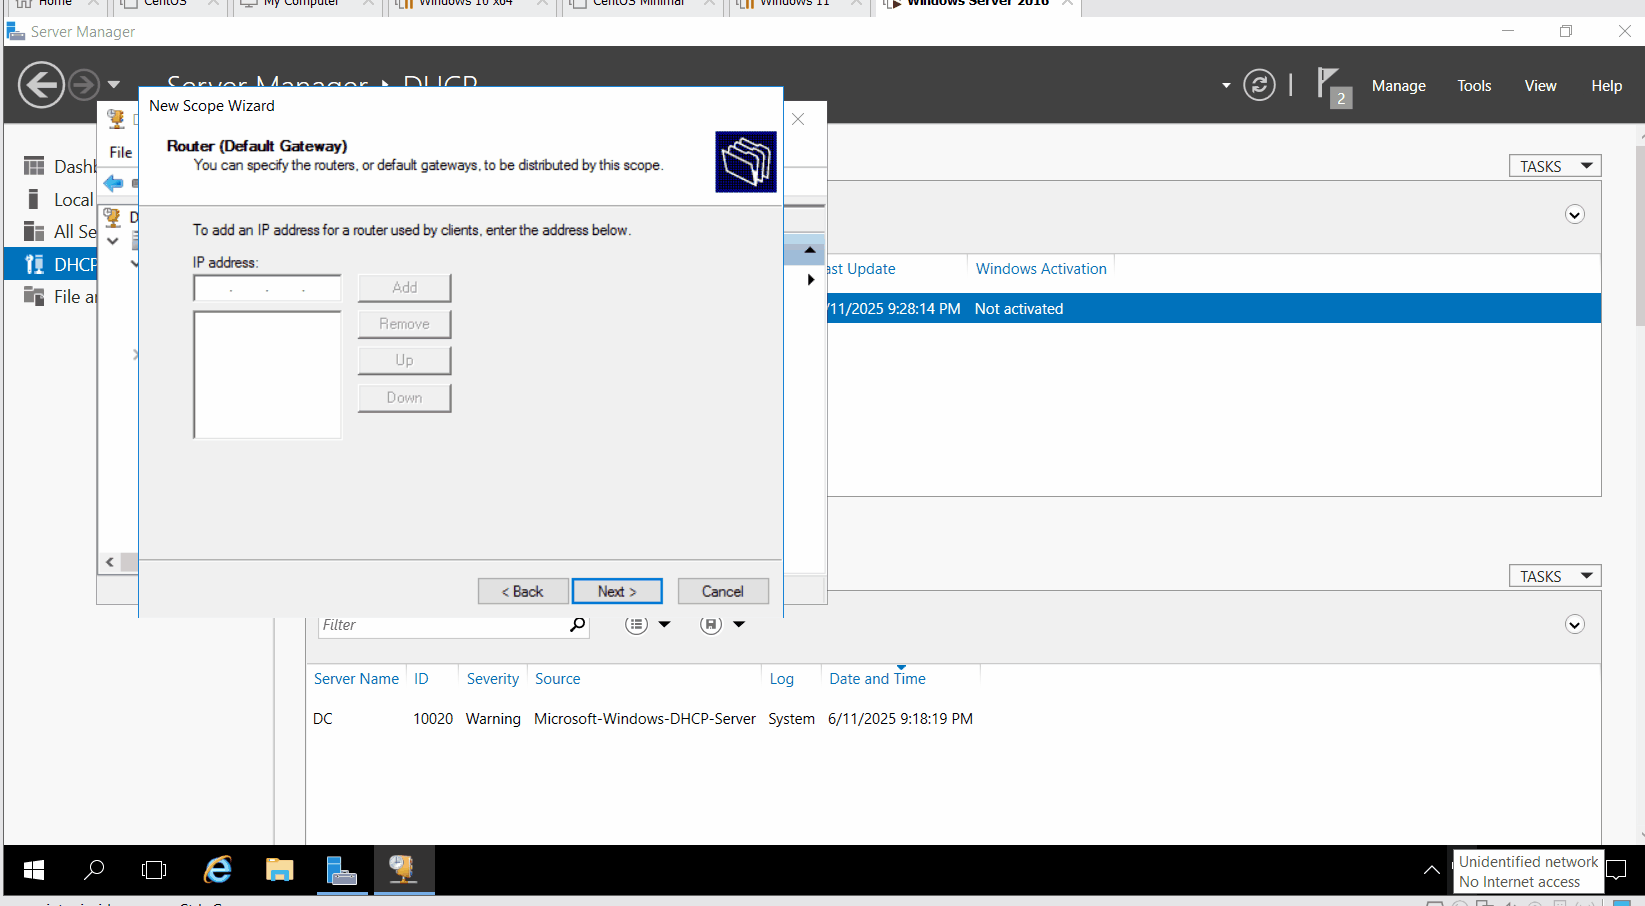 Home
CentOS
My Computer
Windows 10 x64
CentOS Minimal
Windows 11
Windows Server 2016
Server Manager
Server Manager DHCP
2
Manage
Tools
View
Help
New Scope Wizard
Router (Default Gateway)
You can specify the routers, or default gateways, to be distributed by this scope.
File
Dashb
Local
All Se
DHCP
File a
D
To add an IP address for a router used by clients, enter the address below.
IP address:
. . .
Add
Remove
Up
Down
< Back
Next >
Cancel
TASKS
ast Update
Windows Activation
/11/2025 9:28:14 PM
Not activated
TASKS
Filter
Server Name
ID
Severity
Source
Log
Date and Time
DC
10020
Warning
Microsoft-Windows-DHCP-Server
System
6/11/2025 9:18:19 PM
Unidentified network
No Internet access